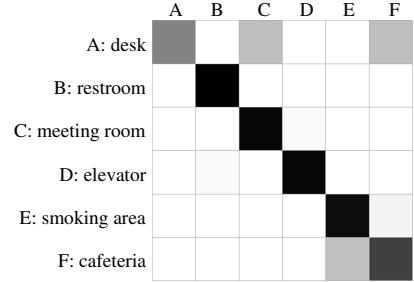 A B C D E F
A: desk
B: restroom
C: meeting room
D: elevator
E: smoking area
F: cafeteria